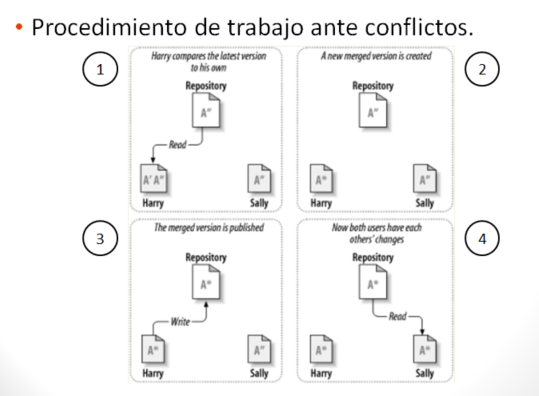 • Procedimiento de trabajo ante conflictos.
1
Harry compares the latest version
to his own
Repository
A"
Read
A' A"
Harry
A"
Sally
2
A new merged version is created
Repository
A"
A*
Harry
A"
Sally
3
The merged version is published
Repository
A*
Write
A*
Harry
A"
Sally
4
Now both users have each
others' changes
Repository
A*
Read
A*
Harry
A*
Sally